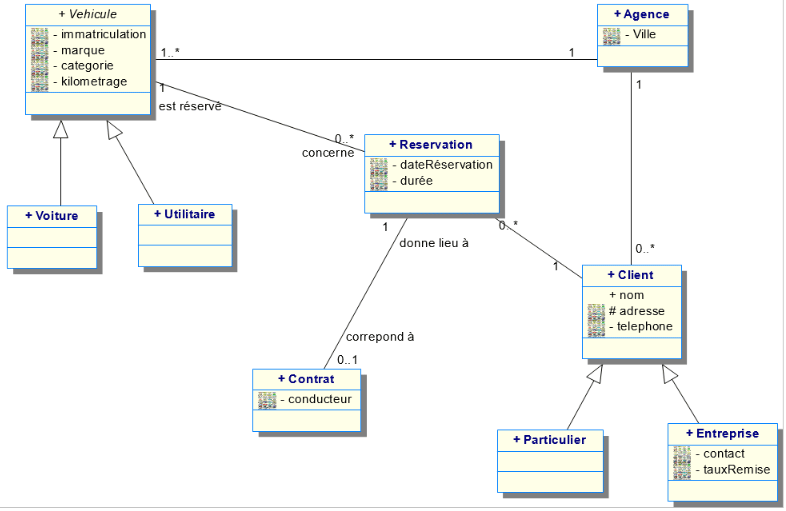 + Vehicule
- immatriculation
- marque
- categorie
- kilometrage
+ Agence
- Ville
1..*
1
1
est réservé
1
0..*
concerne
+ Reservation
- dateRéservation
- durée
+ Voiture
+ Utilitaire
1
donne lieu à
0..*
1
0..*
+ Client
+ nom
# adresse
- telephone
correpond à
0..1
+ Contrat
- conducteur
+ Particulier
+ Entreprise
- contact
- tauxRemise